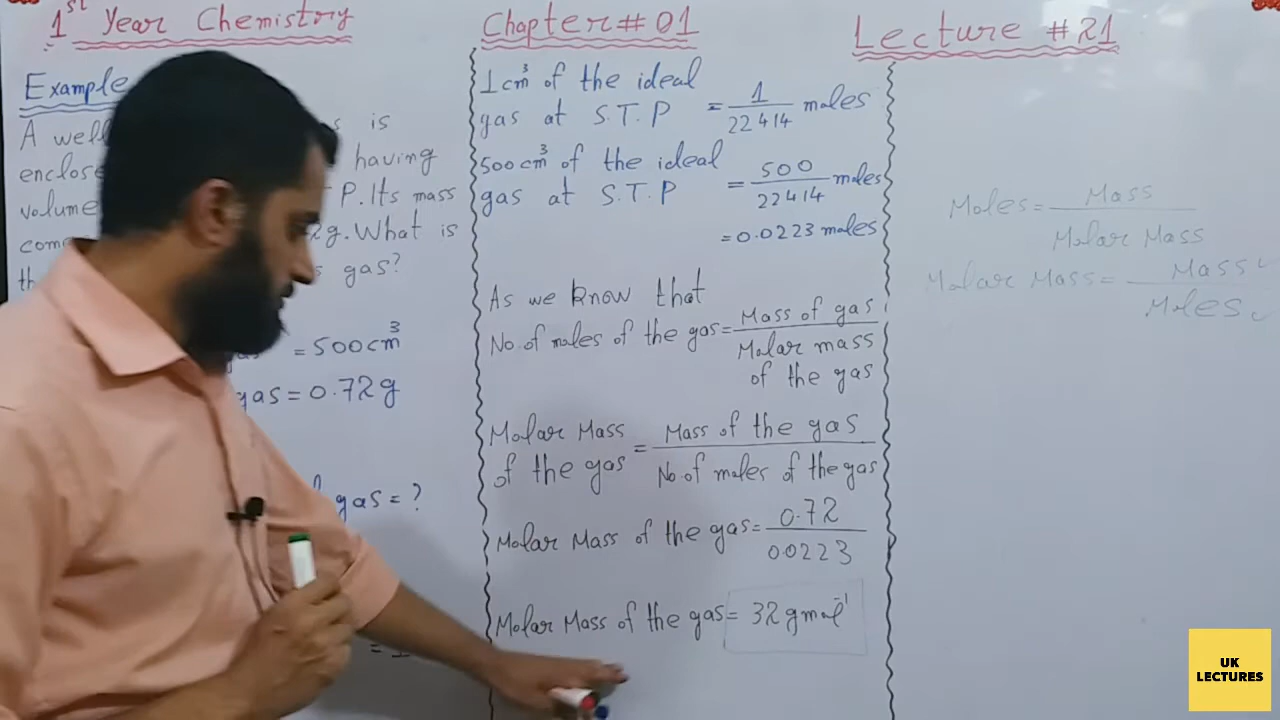 1st Year Chemistry
Chapter # 01
Lecture # 21
Example
A well is
enclose having
volume P. Its mass
2g. What is
gas?
= 500 cm³
gas = 0.72g
gas = ?
1 cm³ of the ideal
gas at S.T.P = 1/22414 moles
500 cm³ of the ideal
gas at S.T.P = 500/22414 moles
= 0.0223 moles
As we know that
No. of moles of the gas = Mass of gas / Molar mass of the gas
Molar Mass of the gas = Mass of the gas / No. of moles of the gas
Molar Mass of the gas = 0.72 / 0.0223
Molar Mass of the gas = 32 g mol⁻¹
Moles = Mass / Molar Mass
Molar Mass = Mass / Moles
UK
LECTURES